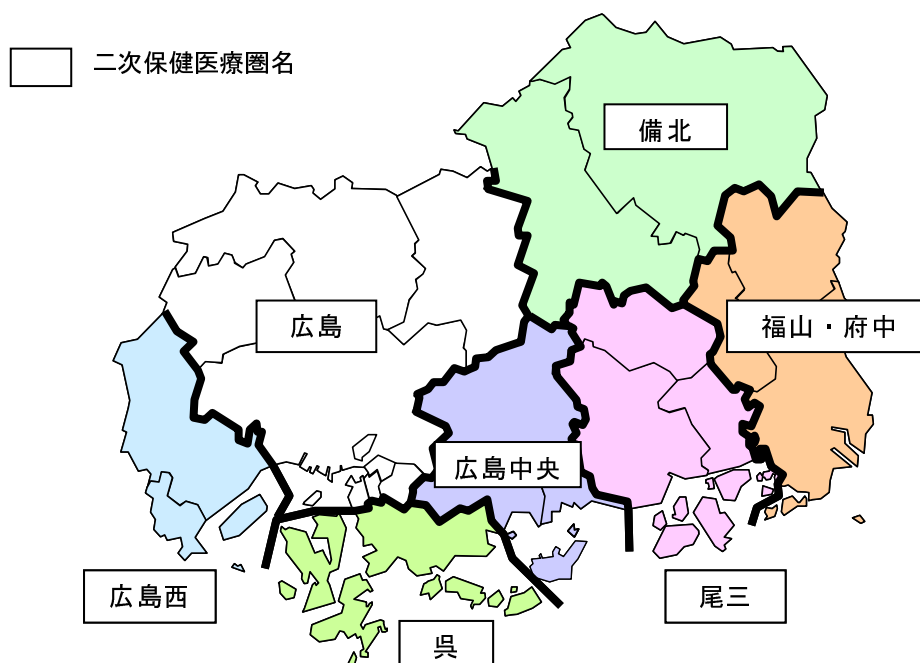 二次保健医療圏名
備北
広島
福山・府中
広島中央
広島西
尾三
呉